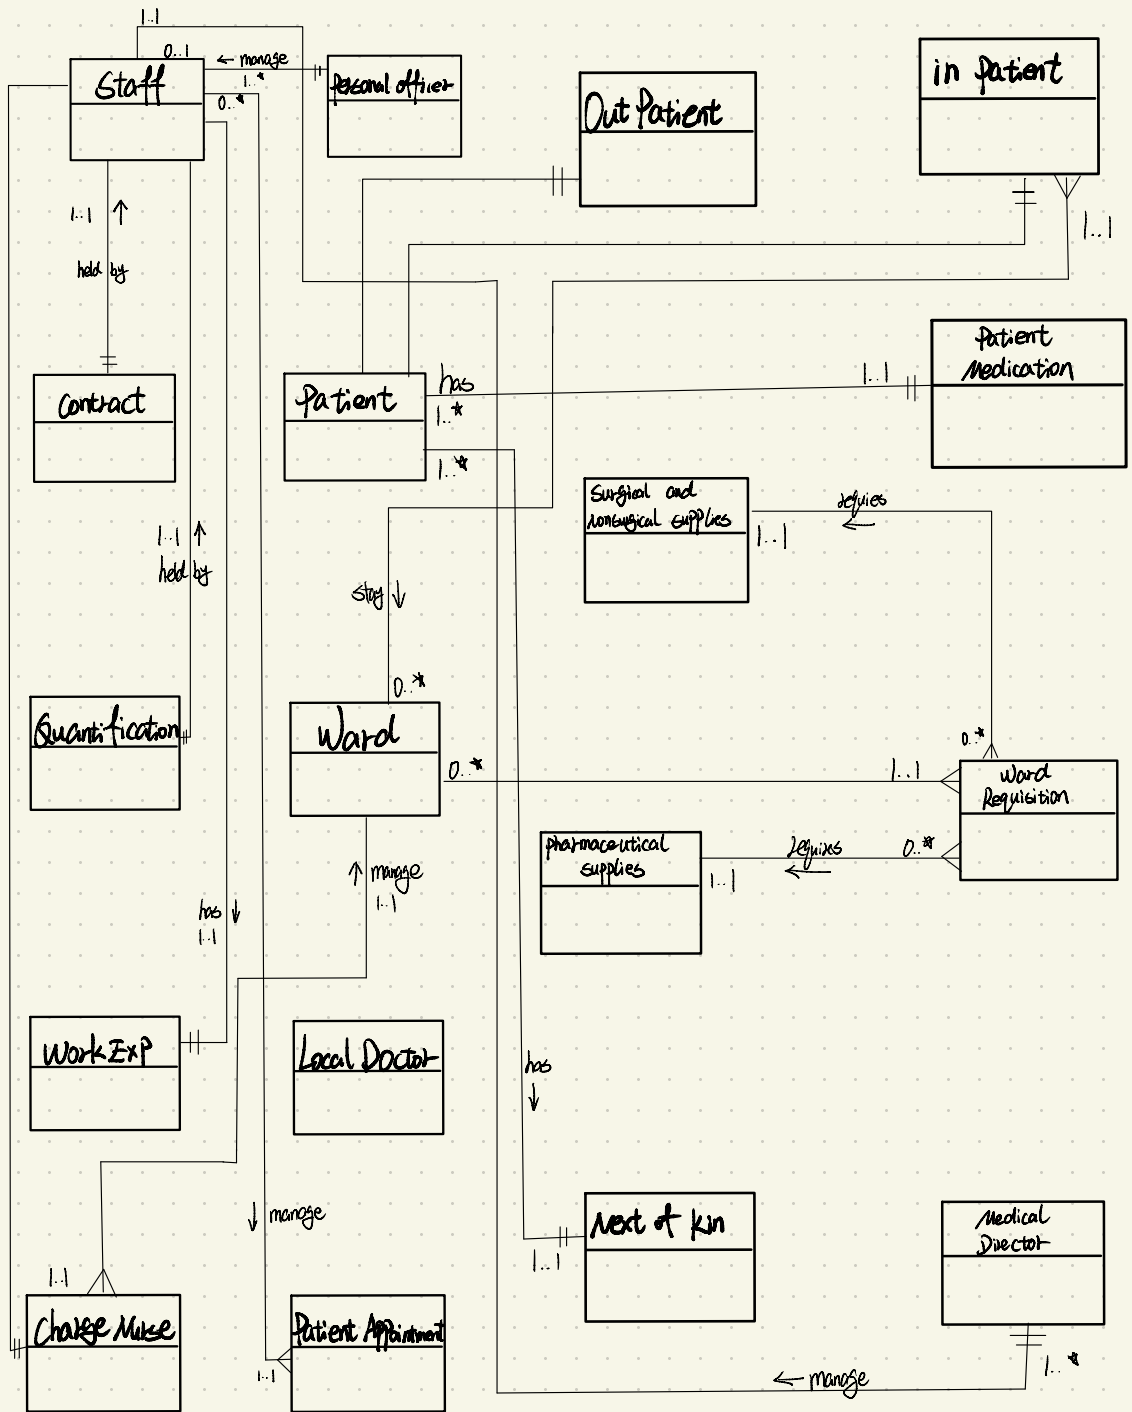 1..1
0..1
← manage
Staff
1..*
0..*
Personal officer
in Patient
Out Patient
1..1
1..1
held by
Patient
Medication
has
1..1
Contract
Patient
1..*
1..*
Surgical and
nonsurgical supplies
requies
1..1
1..1
held by
stay
0..*
Quantification
Ward
0..*
0..*
1..1
Ward
Requisition
pharmaceutical
supplies
requires
0..*
1..1
manage
1..1
has
1..1
Work Exp
Local Doctor
has
manage
Next of Kin
Medical
Director
1..1
1..1
Charge Nurse
Patient Appointment
1..1
1..*
← manage